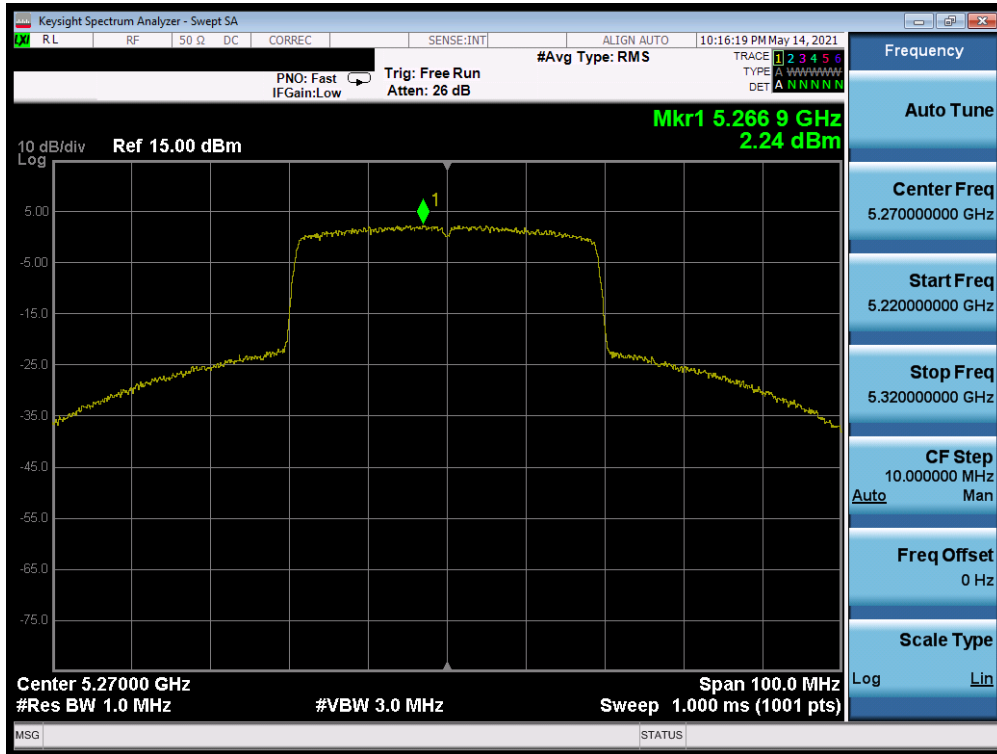 Keysight Spectrum Analyzer - Swept SA
LXI RL RF 50 Ω DC CORREC SENSE:INT ALIGN AUTO 10:16:19 PM May 14, 2021
#Avg Type: RMS TRACE 1 2 3 4 5 6
PNO: Fast Trig: Free Run TYPE A WWWWW
IFGain:Low Atten: 26 dB DET A N N N N N
Mkr1 5.266 9 GHz
2.24 dBm
10 dB/div Ref 15.00 dBm
Log
1
5.00
-5.00
-15.0
-25.0
-35.0
-45.0
-55.0
-65.0
-75.0
Center 5.27000 GHz Span 100.0 MHz
#Res BW 1.0 MHz #VBW 3.0 MHz Sweep 1.000 ms (1001 pts)
MSG STATUS
Frequency
Auto Tune
Center Freq
5.270000000 GHz
Start Freq
5.220000000 GHz
Stop Freq
5.320000000 GHz
CF Step
10.000000 MHz
Auto Man
Freq Offset
0 Hz
Scale Type
Log Lin